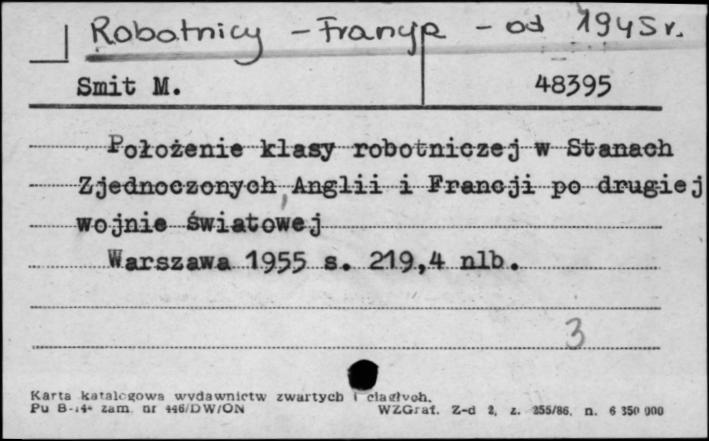 Robotnicy - Francja - od 1945 r.
Smit M. 48395
Położenie klasy robotniczej w Stanach
Zjednoczonych, Anglii i Francji po drugiej
wojnie światowej
Warszawa 1955 s. 219,4 nlb.
3
Karta katalogowa wydawnictw zwartych i ciągłych.
Pu B-14 zam. nr 446/DW/ON WZGraf. Z-d 2, z. 255/86. n. 6 350 000